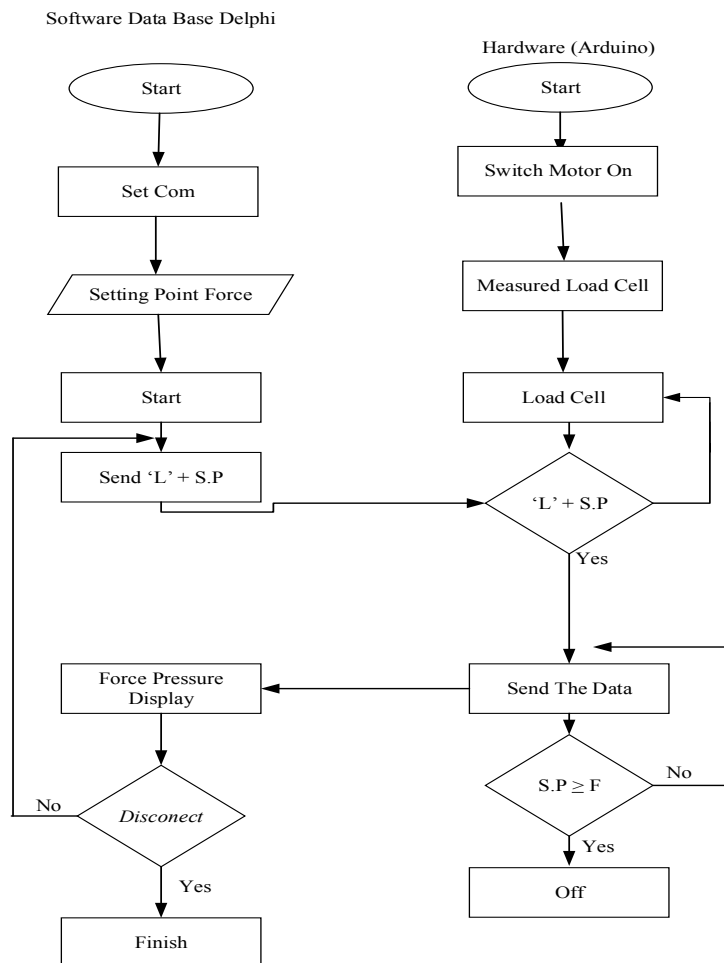 Software Data Base Delphi
Start
Set Com
Setting Point Force
Start
Send ‘L’ + S.P
Force Pressure
Display
Disconect
No
Yes
Finish
Hardware (Arduino)
Start
Switch Motor On
Measured Load Cell
Load Cell
‘L’ + S.P
Yes
Send The Data
S.P ≥ F
No
Yes
Off